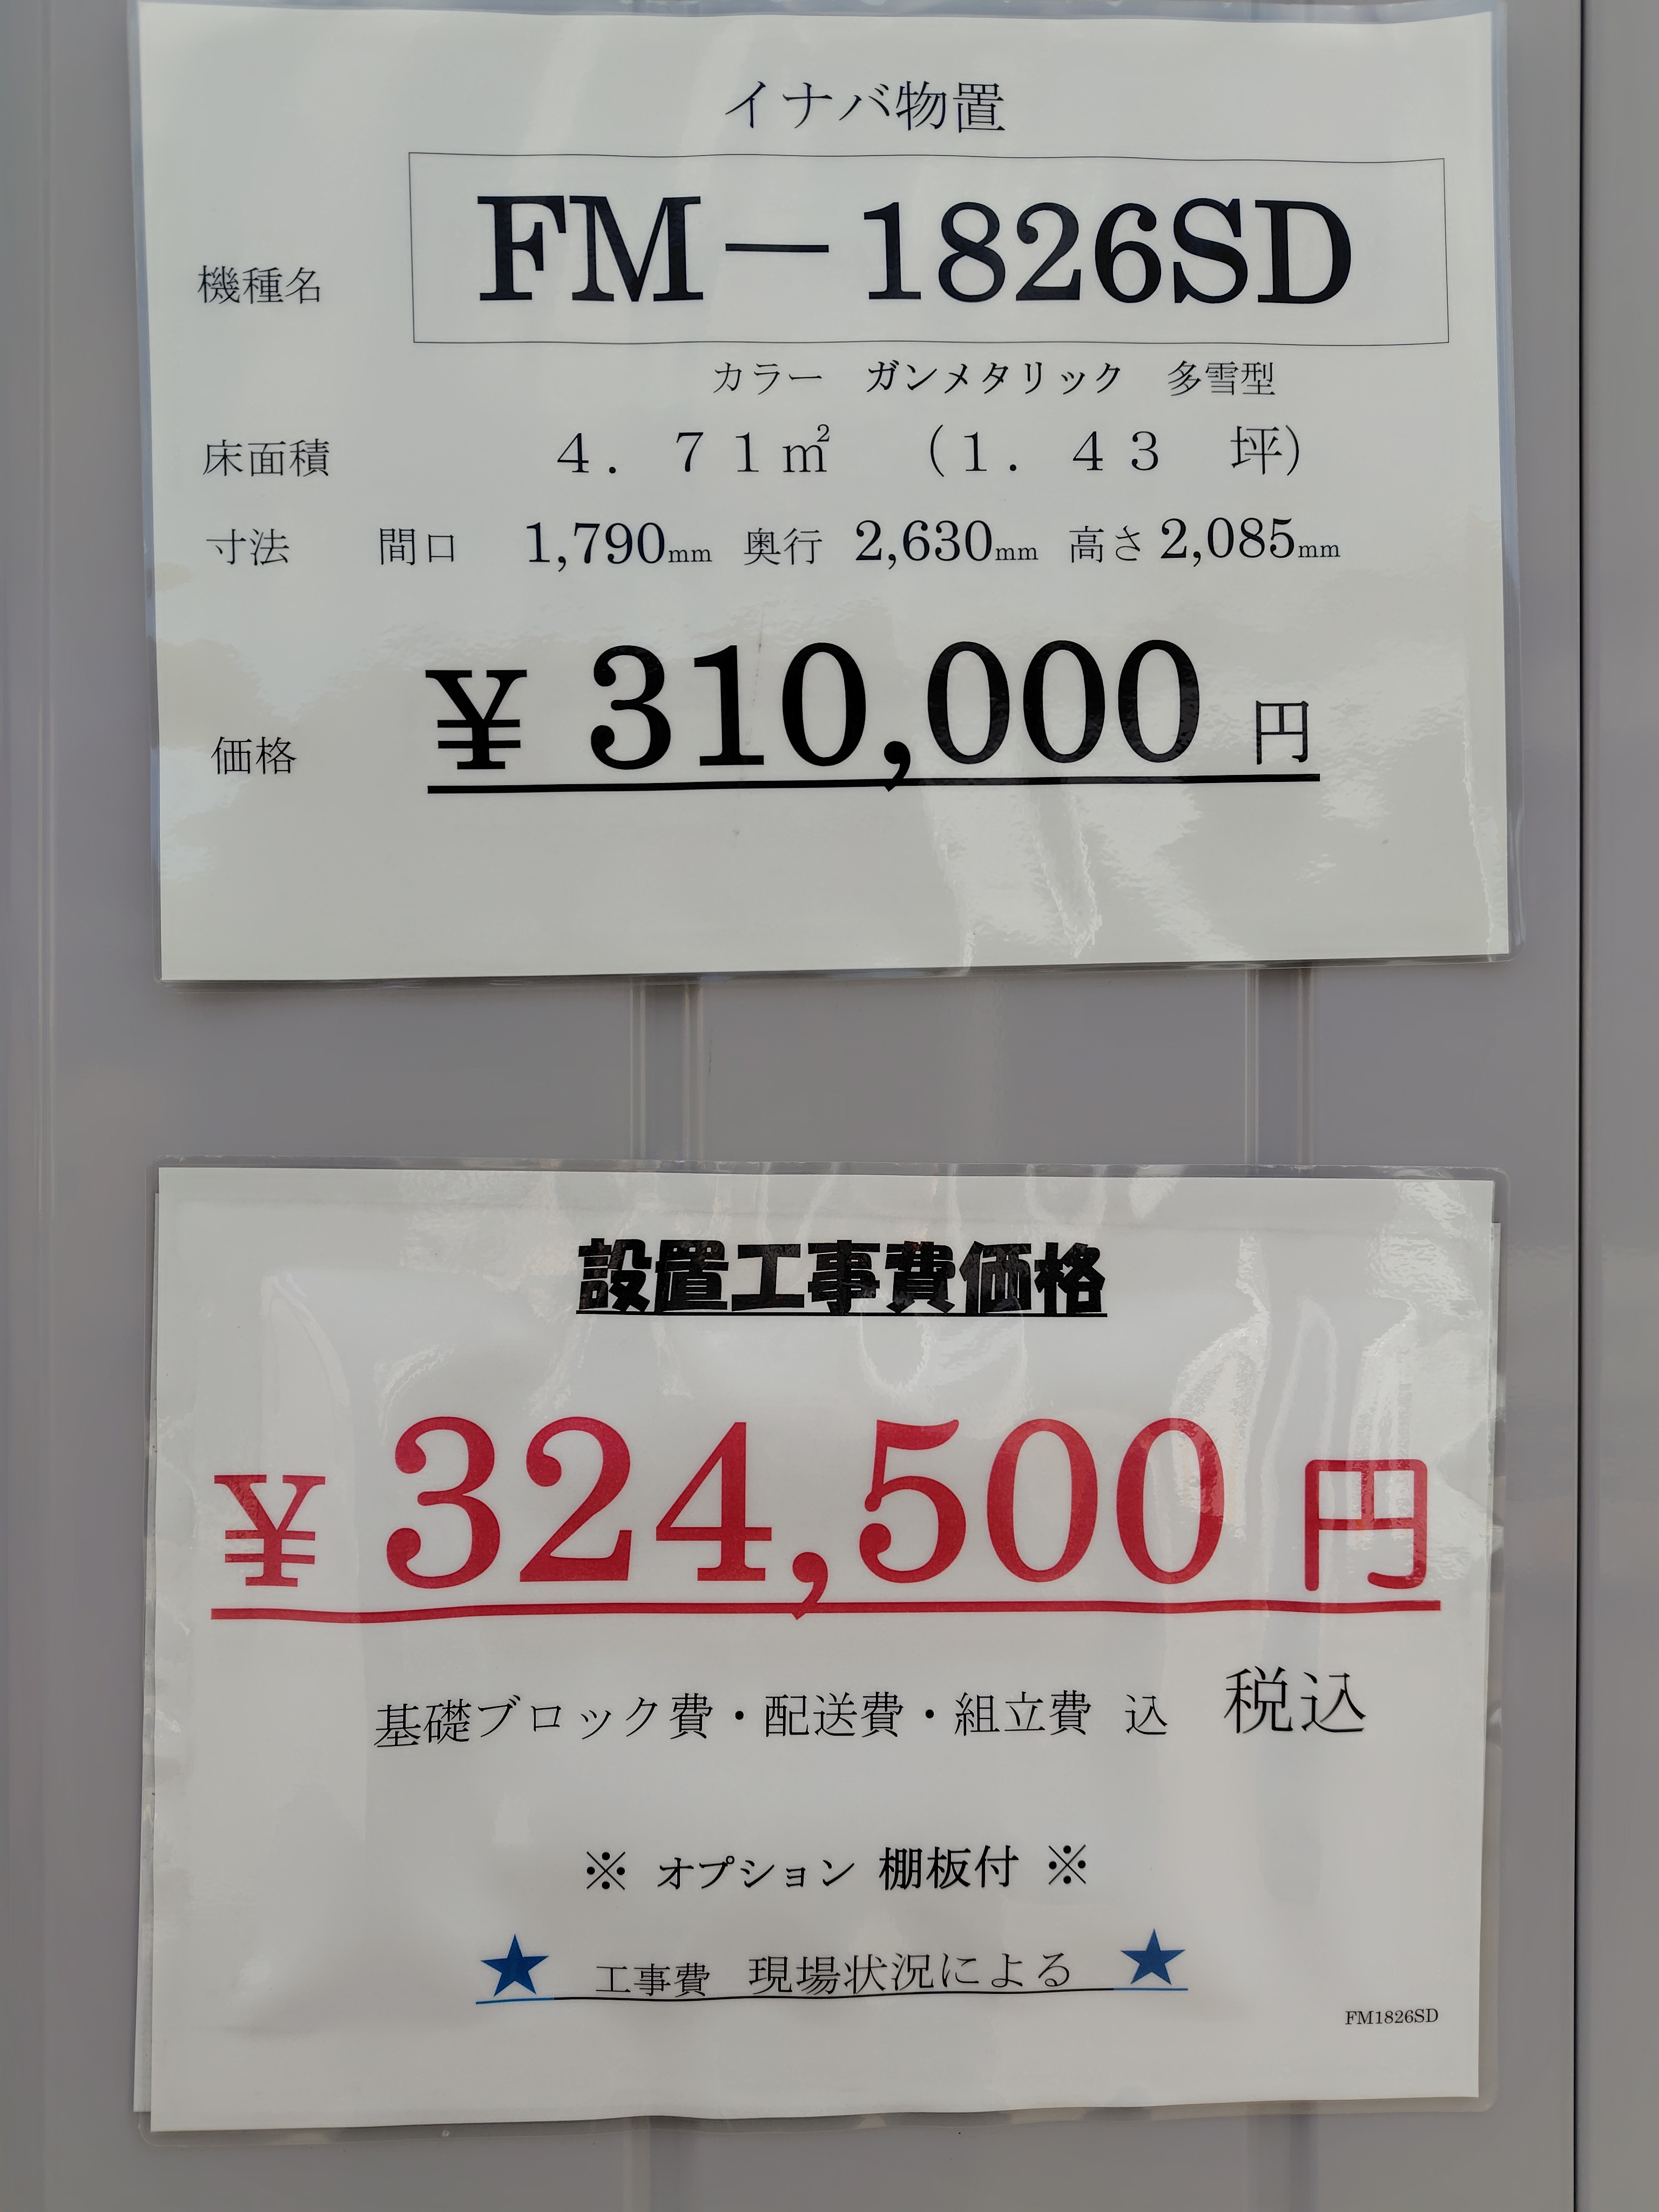 イナバ物置
機種名 FM－1826SD
カラー ガンメタリック 多雪型
床面積 ４．７１㎡ （１．４３ 坪）
寸法 間口 1,790mm 奥行 2,630mm 高さ 2,085mm
価格 ¥ 310,000 円
設置工事費価格
¥ 324,500 円
基礎ブロック費・配送費・組立費 込 税込
※ オプション 棚板付 ※
★ 工事費 現場状況による ★
FM1826SD